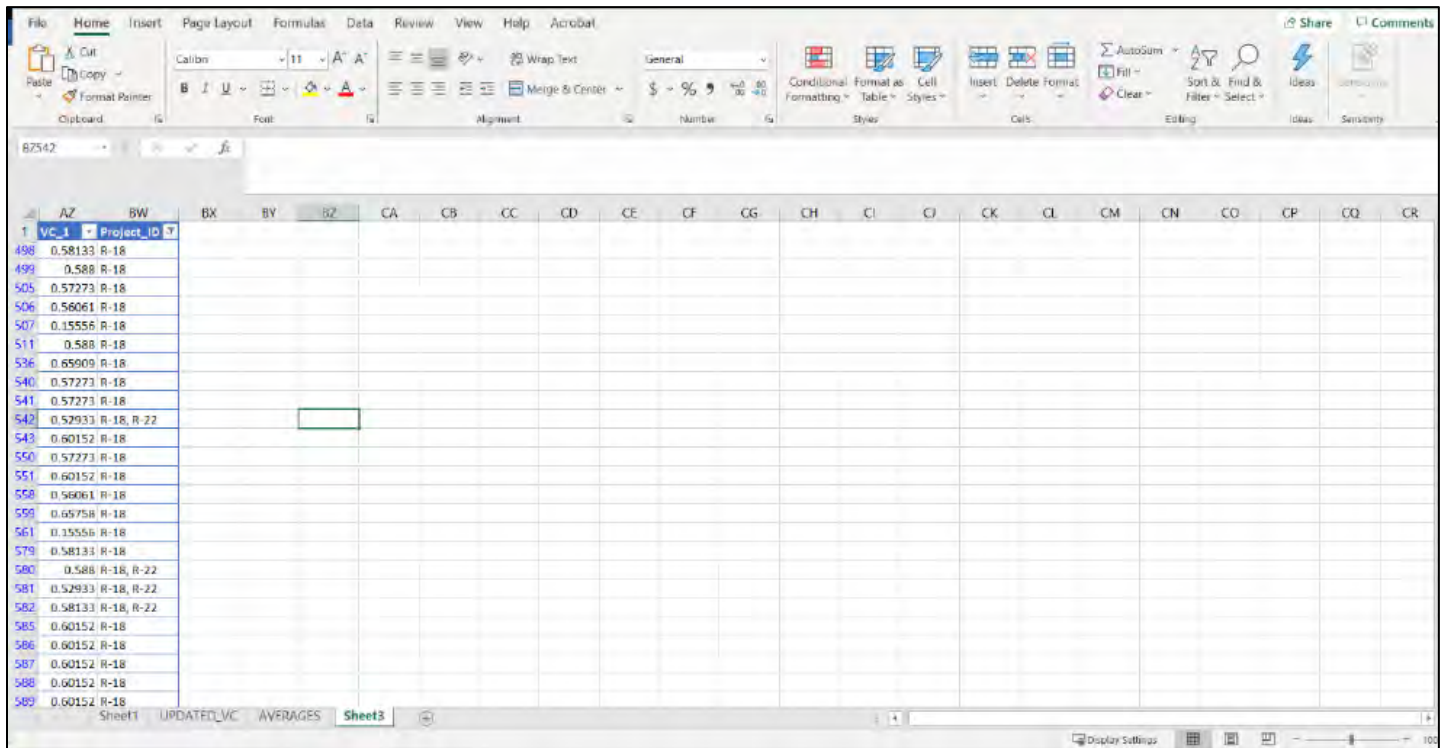 File Home Insert Page Layout Formulas Data Review View Help Acrobat Share Comments
Paste
Cut
Copy
Format Painter
Clipboard
Calibri 11 A^ A˅
B I U A
Font
Wrap Text
Merge & Center
Alignment
General
$ % ,
Number
Conditional Formatting
Format as Table
Cell Styles
Styles
Insert Delete Format
Cells
AutoSum
Fill
Clear
Sort & Filter
Find & Select
Editing
Ideas
Ideas
Sensitivity
Sensitivity
BZ542 fx
AZ BW BX BY BZ CA CB CC CD CE CF CG CH CI CJ CK CL CM CN CO CP CQ CR
1 VC_1 Project_ID
498 0.58133 R-18
499 0.588 R-18
505 0.57273 R-18
506 0.56061 R-18
507 0.15556 R-18
511 0.588 R-18
536 0.65909 R-18
540 0.57273 R-18
541 0.57273 R-18
542 0.52933 R-18, R-22
543 0.60152 R-18
550 0.57273 R-18
551 0.60152 R-18
558 0.56061 R-18
559 0.65758 R-18
561 0.15556 R-18
579 0.58133 R-18
580 0.588 R-18, R-22
581 0.52933 R-18, R-22
582 0.58133 R-18, R-22
585 0.60152 R-18
586 0.60152 R-18
587 0.60152 R-18
588 0.60152 R-18
589 0.60152 R-18
Sheet1 UPDATED_VC AVERAGES Sheet3
Display Settings 100